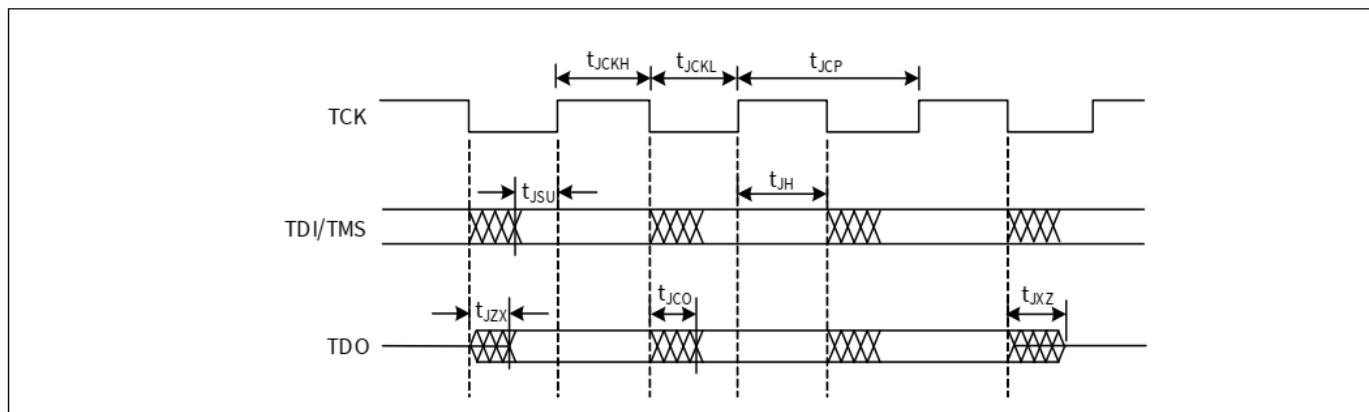 tJCKH tJCKL tJCP
TCK
tJSU tJH
TDI/TMS
tJZX tJCO tJXZ
TDO